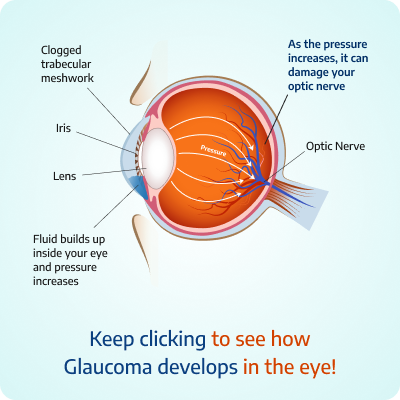 Clogged
trabecular
meshwork
As the pressure
increases, it can
damage your
optic nerve
Iris
Pressure
Optic Nerve
Lens
Fluid builds up
inside your eye
and pressure
increases
Keep clicking to see how
Glaucoma develops in the eye!